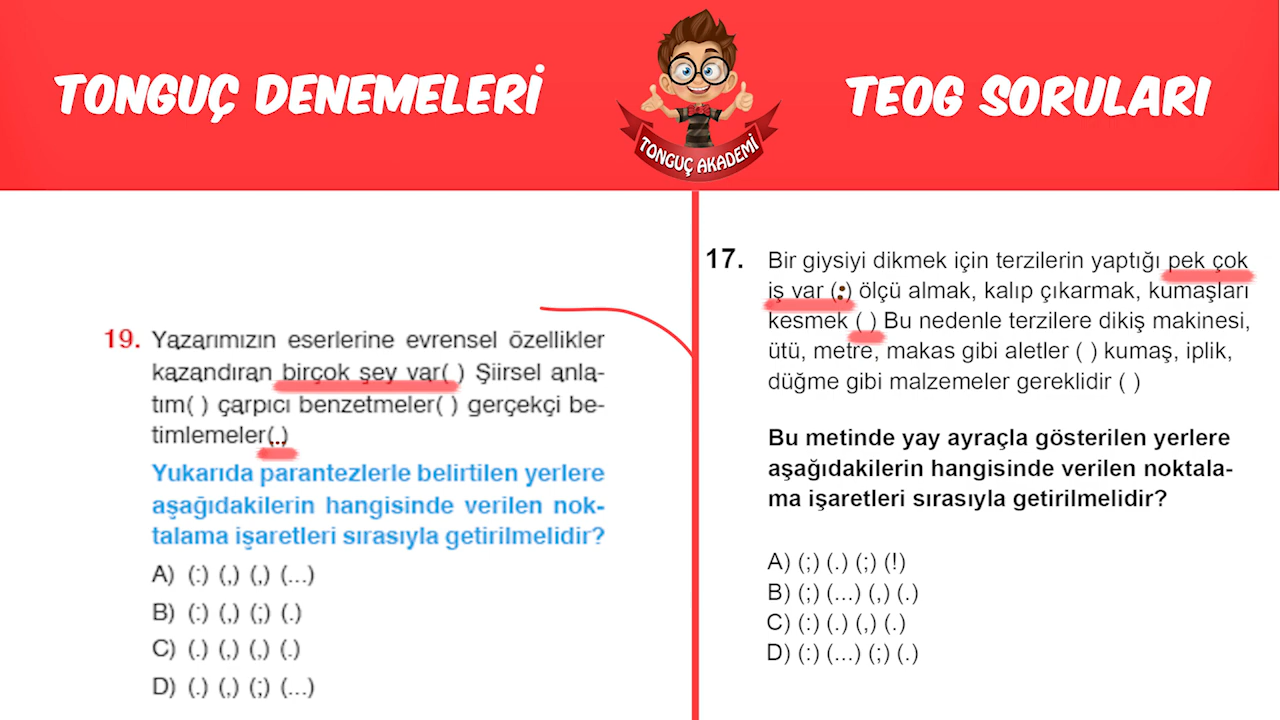 TONGUÇ DENEMELERİ
TONGUÇ AKADEMİ
TEOG SORULARI
19. Yazarımızın eserlerine evrensel özellikler
kazandıran birçok şey var( ) Şiirsel anla-
tım( ) çarpıcı benzetmeler( ) gerçekçi be-
timlemeler(..)
Yukarıda parantezlerle belirtilen yerlere
aşağıdakilerin hangisinde verilen nok-
talama işaretleri sırasıyla getirilmelidir?
A) (:) (,) (,) (...)
B) (:) (,) (;) (.)
C) (.) (,) (,) (.)
D) (.) (,) (;) (...)
17. Bir giysiyi dikmek için terzilerin yaptığı pek çok
iş var (:) ölçü almak, kalıp çıkarmak, kumaşları
kesmek ( ) Bu nedenle terzilere dikiş makinesi,
ütü, metre, makas gibi aletler ( ) kumaş, iplik,
düğme gibi malzemeler gereklidir ( )
Bu metinde yay ayraçla gösterilen yerlere
aşağıdakilerin hangisinde verilen noktala-
ma işaretleri sırasıyla getirilmelidir?
A) (;) (.) (;) (!)
B) (;) (...) (,) (.)
C) (:) (.) (,) (.)
D) (:) (...) (;) (.)